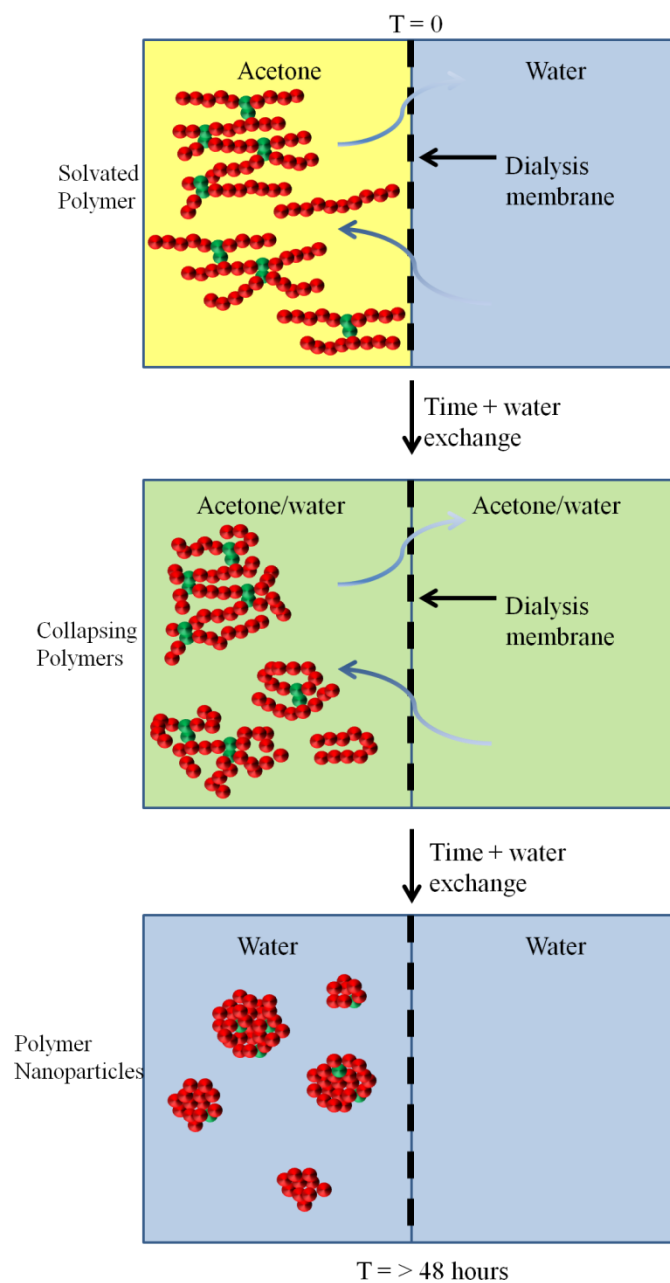 T = 0
Acetone
Water
Solvated
Polymer
Dialysis
membrane
Time + water
exchange
Acetone/water
Acetone/water
Collapsing
Polymers
Dialysis
membrane
Time + water
exchange
Water
Water
Polymer
Nanoparticles
T = > 48 hours